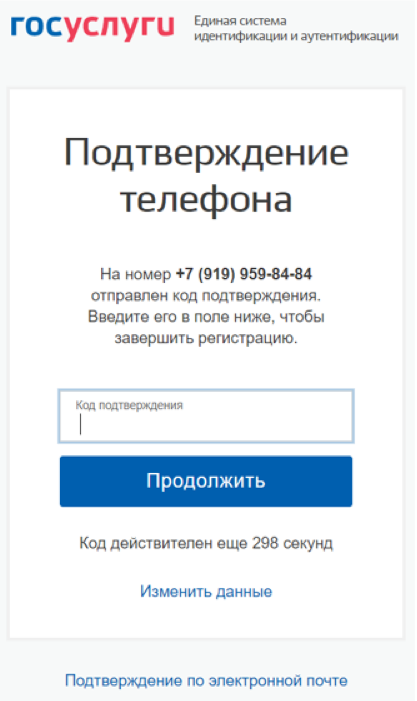 госуслуги
Единая система
идентификации и аутентификации
Подтверждение
телефона
На номер +7 (919) 959-84-84
отправлен код подтверждения.
Введите его в поле ниже, чтобы
завершить регистрацию.
Код подтверждения
Продолжить
Код действителен еще 298 секунд
Изменить данные
Подтверждение по электронной почте